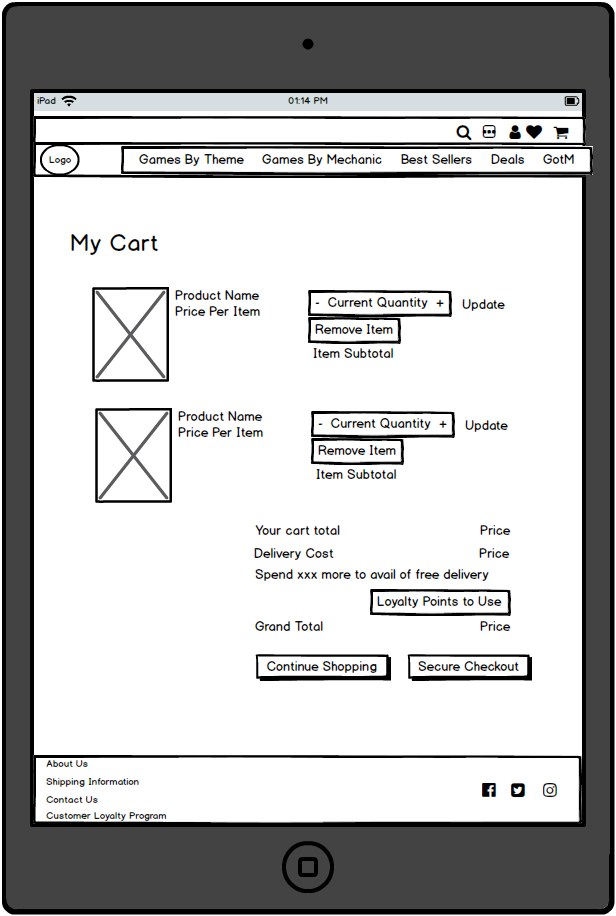 iPad 01:14 PM
Logo Games By Theme Games By Mechanic Best Sellers Deals GotM
My Cart
Product Name
Price Per Item
- Current Quantity + Update
Remove Item
Item Subtotal
Product Name
Price Per Item
- Current Quantity + Update
Remove Item
Item Subtotal
Your cart total Price
Delivery Cost Price
Spend xxx more to avail of free delivery
Loyalty Points to Use
Grand Total Price
Continue Shopping Secure Checkout
About Us
Shipping Information
Contact Us
Customer Loyalty Program